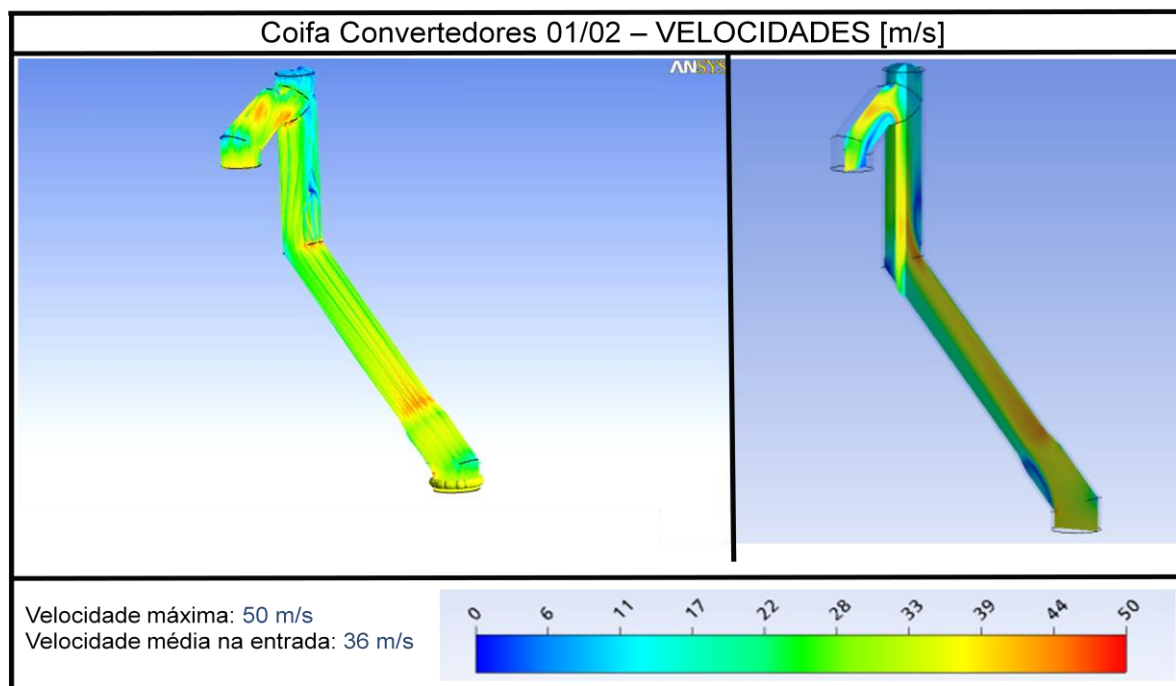 Coifa Convertedores 01/02 – VELOCIDADES [m/s]
ANSYS
Velocidade máxima: 50 m/s
Velocidade média na entrada: 36 m/s
0 6 11 17 22 28 33 39 44 50